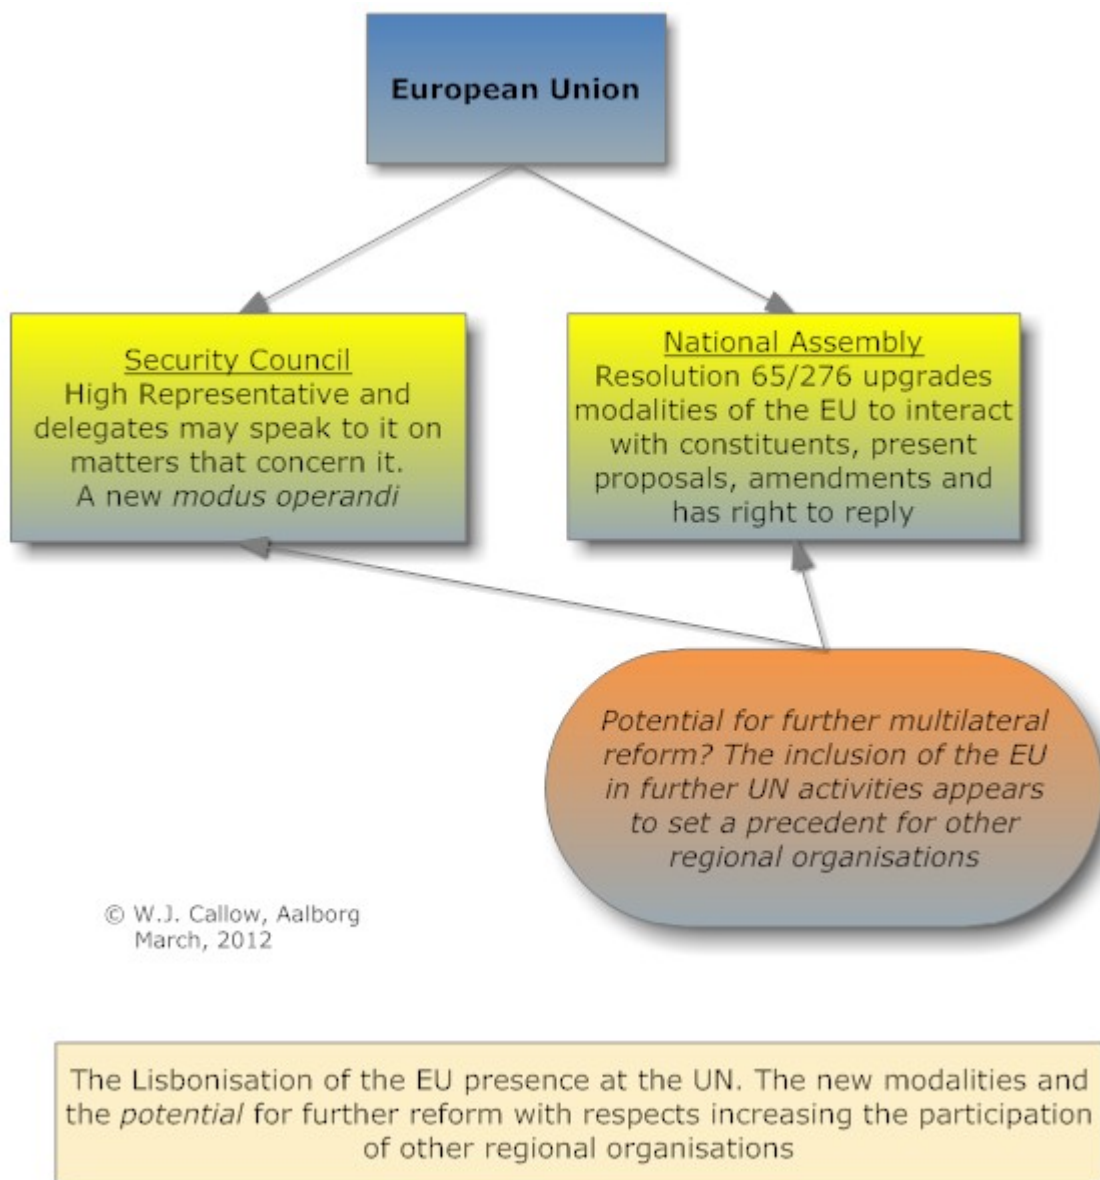 European Union
Security Council
High Representative and
delegates may speak to it on
matters that concern it.
A new modus operandi
National Assembly
Resolution 65/276 upgrades
modalities of the EU to interact
with constituents, present
proposals, amendments and
has right to reply
Potential for further multilateral
reform? The inclusion of the EU
in further UN activities appears
to set a precedent for other
regional organisations
© W.J. Callow, Aalborg
March, 2012
The Lisbonisation of the EU presence at the UN. The new modalities and
the potential for further reform with respects increasing the participation
of other regional organisations